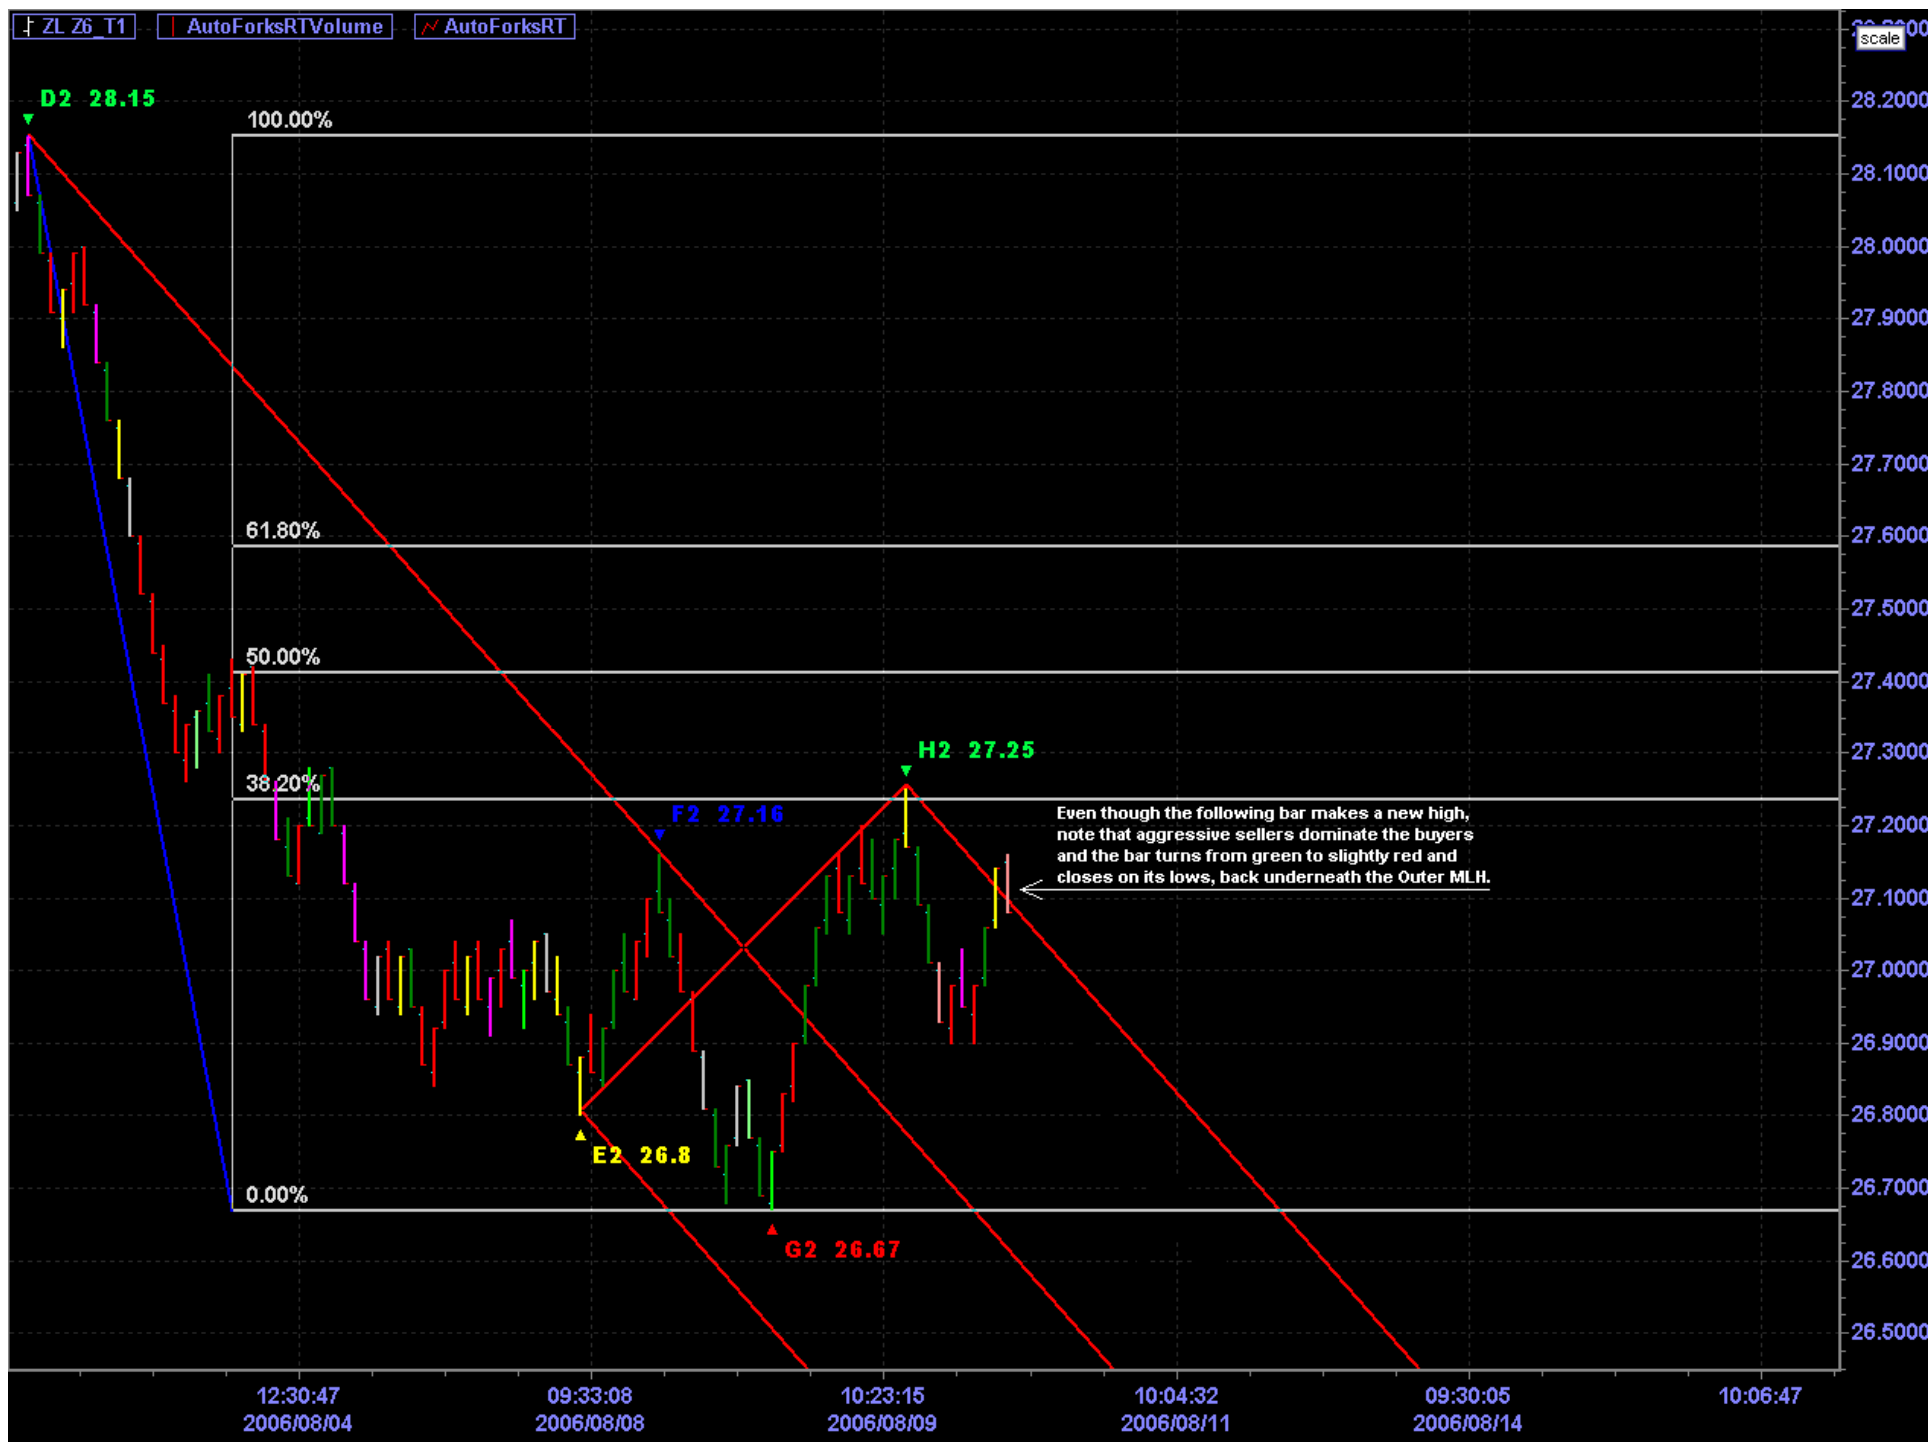 ZL Z6_T1 AutoForksRTVolume AutoForksRT
scale
D2 28.15
28.2000
100.00%
28.1000
28.0000
27.9000
27.8000
27.7000
61.80%
27.6000
27.5000
50.00%
27.4000
H2 27.25
27.3000
38.20%
F2 27.16
Even though the following bar makes a new high,
note that aggressive sellers dominate the buyers
and the bar turns from green to slightly red and
closes on its lows, back underneath the Outer MLH.
27.2000
27.1000
27.0000
26.9000
26.8000
E2 26.8
0.00%
26.7000
G2 26.67
26.6000
26.5000
12:30:47 09:33:08 10:23:15 10:04:32 09:30:05 10:06:47
2006/08/04 2006/08/08 2006/08/09 2006/08/11 2006/08/14